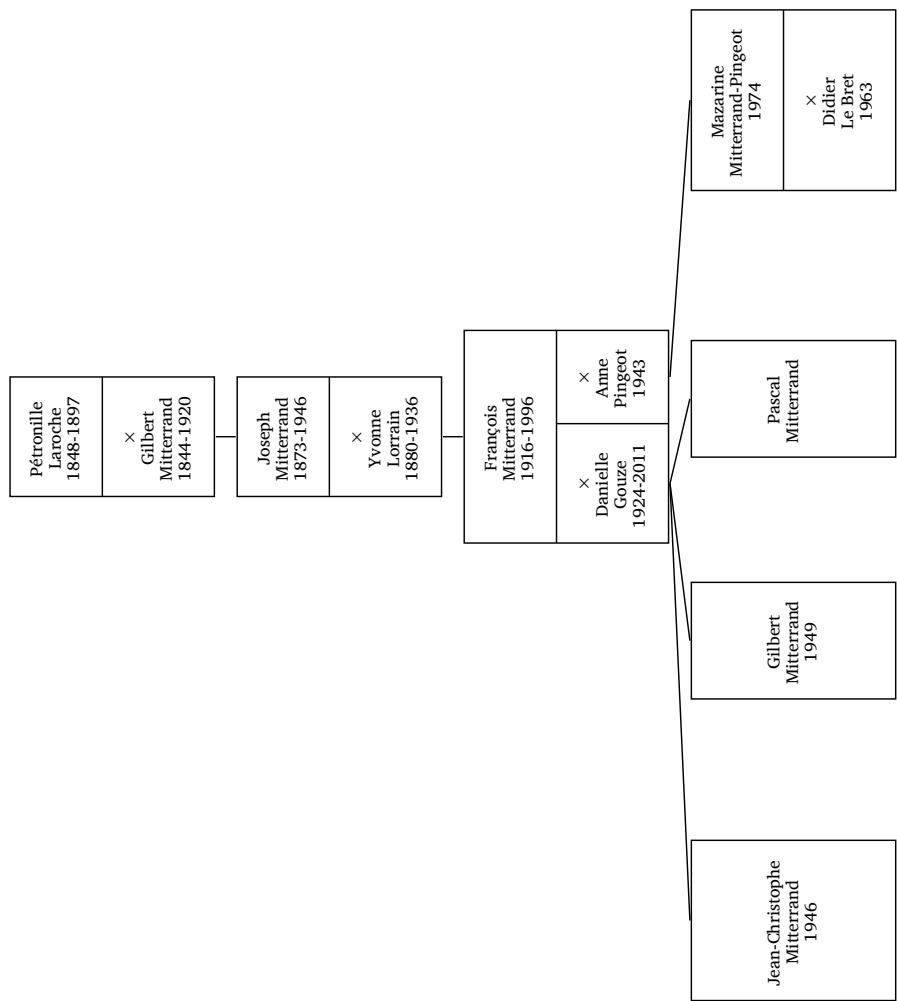 Pétronille
Laroche
1848-1897
×
Gilbert
Mitterrand
1844-1920
Joseph
Mitterrand
1873-1946
×
Yvonne
Lorrain
1880-1936
François
Mitterrand
1916-1996
×
Danielle
Gouze
1924-2011
×
Anne
Pingeot
1943
Jean-Christophe
Mitterrand
1946
Gilbert
Mitterrand
1949
Pascal
Mitterrand
Mazarine
Mitterrand-Pingeot
1974
×
Didier
Le Bret
1963